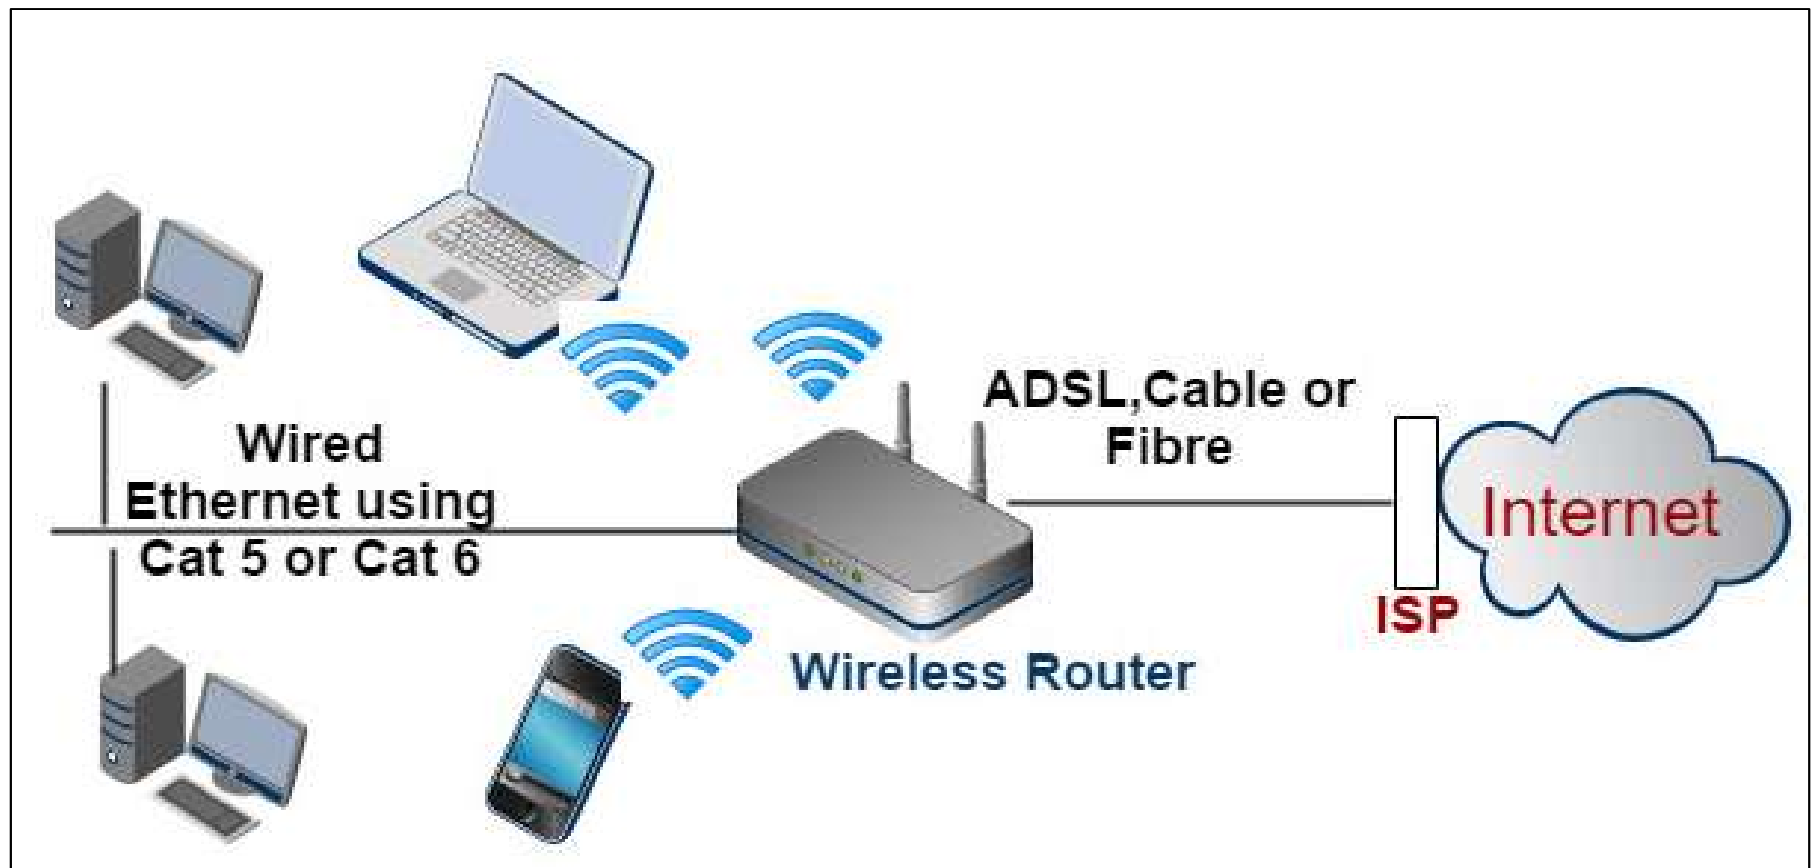 Wired
Ethernet using
Cat 5 or Cat 6
ADSL,Cable or
Fibre
Internet
ISP
Wireless Router